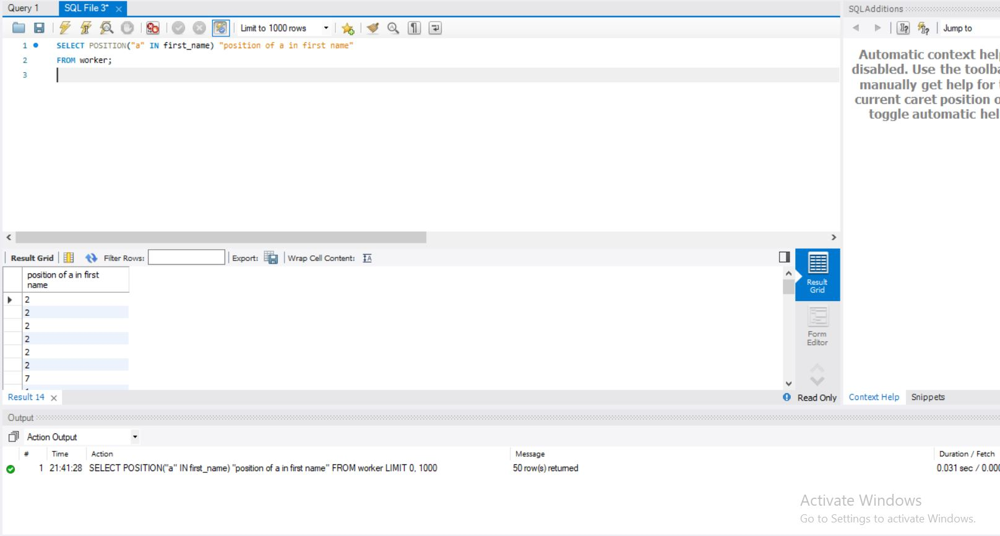 Query 1
SQL File 3*
SQLAdditions
Limit to 1000 rows
Jump to
1 SELECT POSITION("a" IN first_name) "position of a in first name"
2 FROM worker;
3
Automatic context help
disabled. Use the toolba
manually get help for
current caret position o
toggle automatic hel
Result Grid
Filter Rows:
Export:
Wrap Cell Content:
position of a in first
name
2
2
2
2
2
2
7
Result
Grid
Form
Editor
Result 14
Read Only
Context Help
Snippets
Output
Action Output
# Time Action Message Duration / Fetch
1 21:41:28 SELECT POSITION("a" IN first_name) "position of a in first name" FROM worker LIMIT 0, 1000 50 row(s) returned 0.031 sec / 0.000
Activate Windows
Go to Settings to activate Windows.